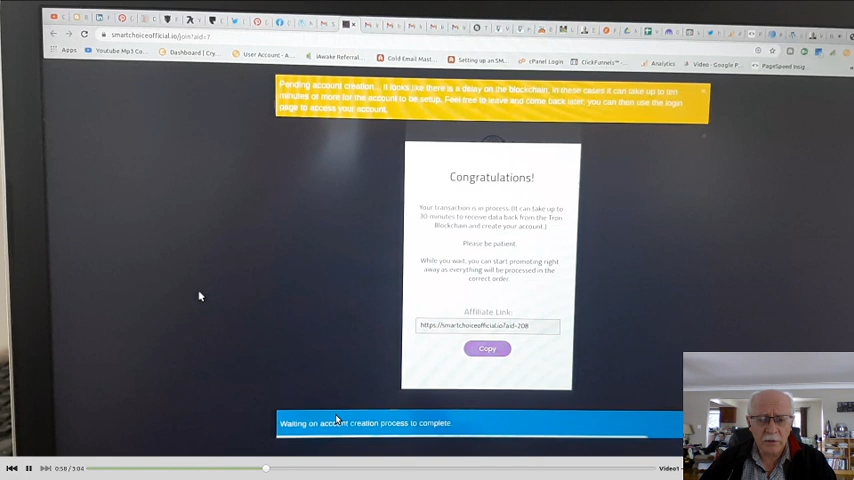 smartchoiceofficial.io/join?aid=7
Apps
Youtube Mp3 Co...
Dashboard | Cry...
User Account - A...
iAwake Referral...
Cold Email Mast...
Setting up an SM...
cPanel Login
ClickFunnels™...
Analytics
Video - Google P...
PageSpeed Insig...
Pending account creation... it looks like there is a delay on the blockchain, in these cases it can take up to ten
minutes or more for the account to be setup. Feel free to leave and come back later, you can then use the login
page to access your account.
Congratulations!
Your transaction is in process. (It can take up to
30 minutes to receive data back from the Tron
Blockchain and create your account.)
Please be patient.
While you wait, you can start promoting right
away as everything will be processed in the
correct order.
Affiliate Link:
https://smartchoiceofficial.io?aid=208
Copy
Waiting on account creation process to complete.
0:58 / 3:04
Video1